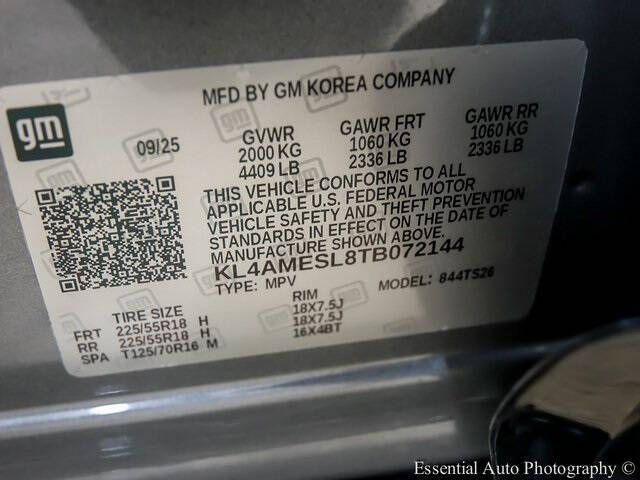 MFD BY GM KOREA COMPANY
gm
09/25
GVWR
2000 KG
4409 LB
GAWR FRT
1060 KG
2336 LB
GAWR RR
1060 KG
2336 LB
THIS VEHICLE CONFORMS TO ALL
APPLICABLE U.S. FEDERAL MOTOR
VEHICLE SAFETY AND THEFT PREVENTION
STANDARDS IN EFFECT ON THE DATE OF
MANUFACTURE SHOWN ABOVE.
KL4AMESL8TB072144
TYPE: MPV MODEL: 844TS26
TIRE SIZE RIM
FRT 225/55R18 H 18X7.5J
RR 225/55R18 H 18X7.5J
SPA T125/70R16 M 16X4BT
Essential Auto Photography ©